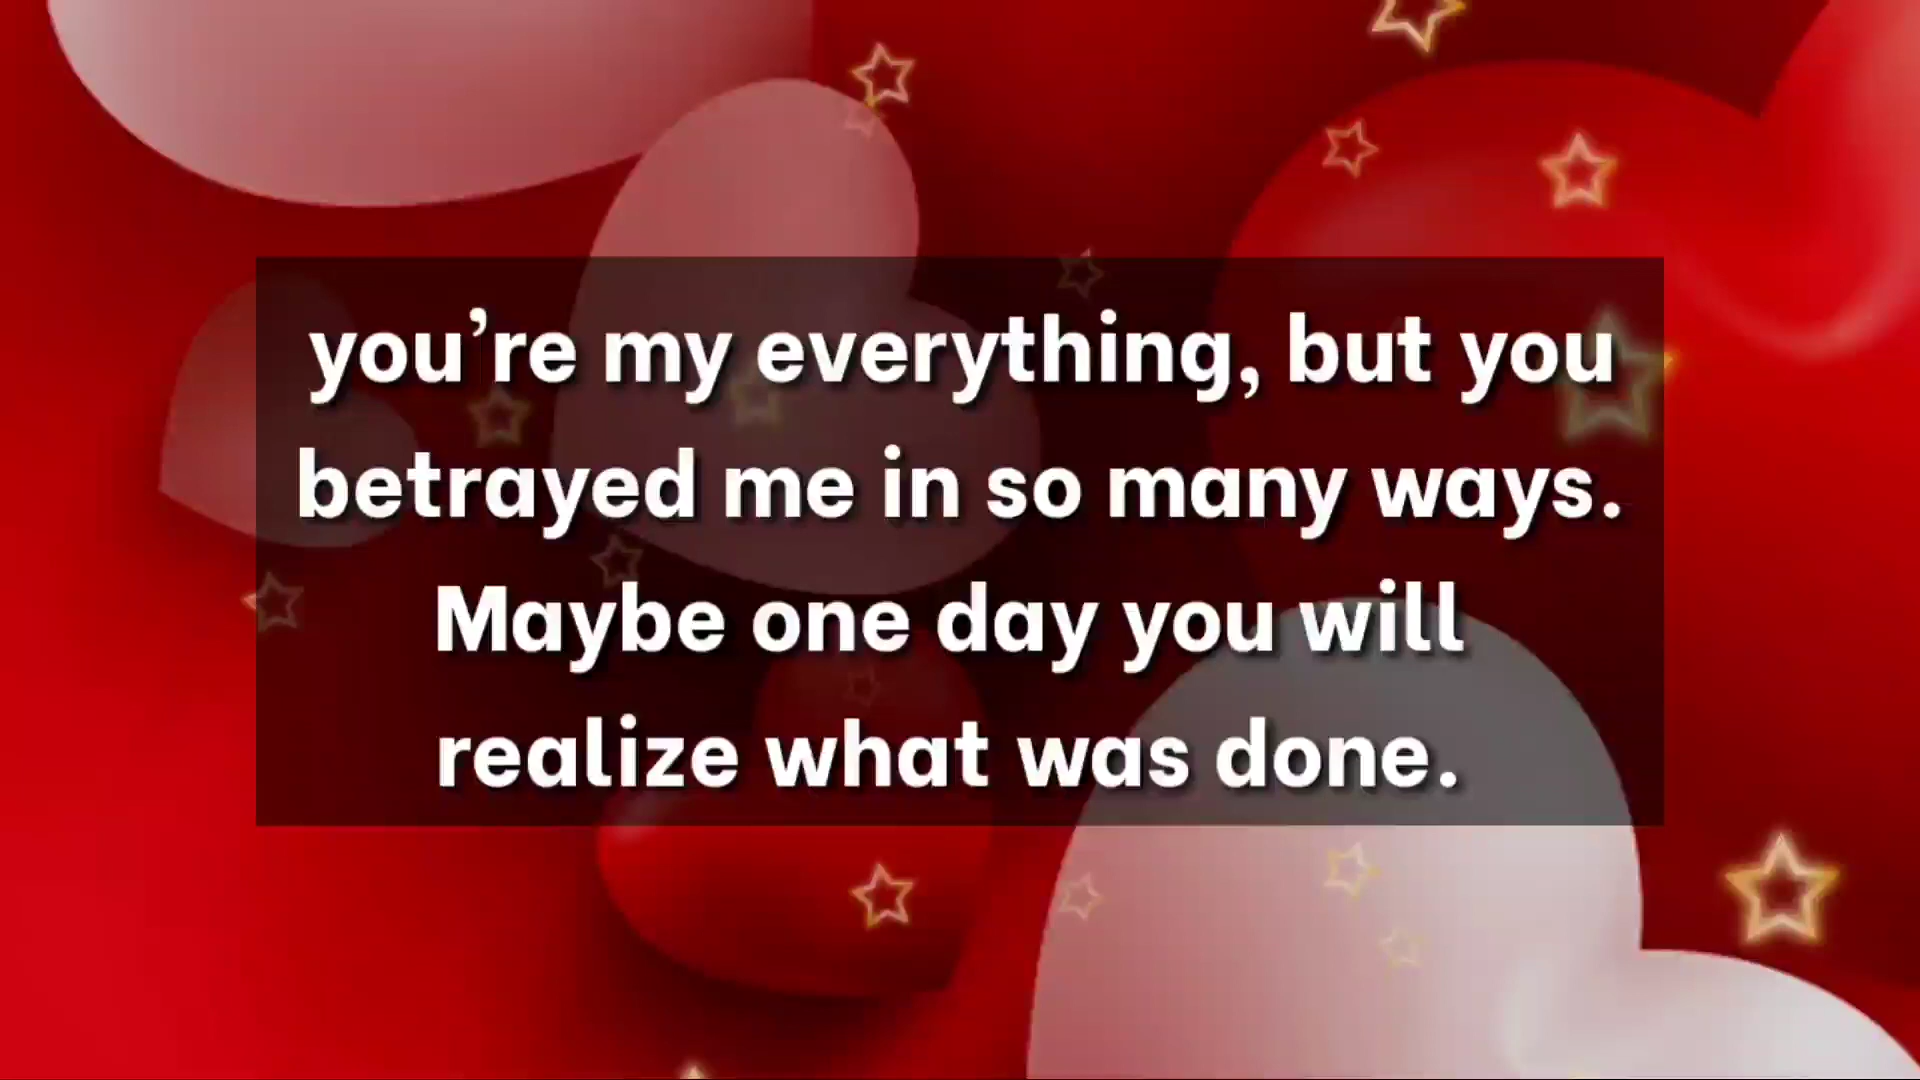 you’re my everything, but you
betrayed me in so many ways.
Maybe one day you will
realize what was done.